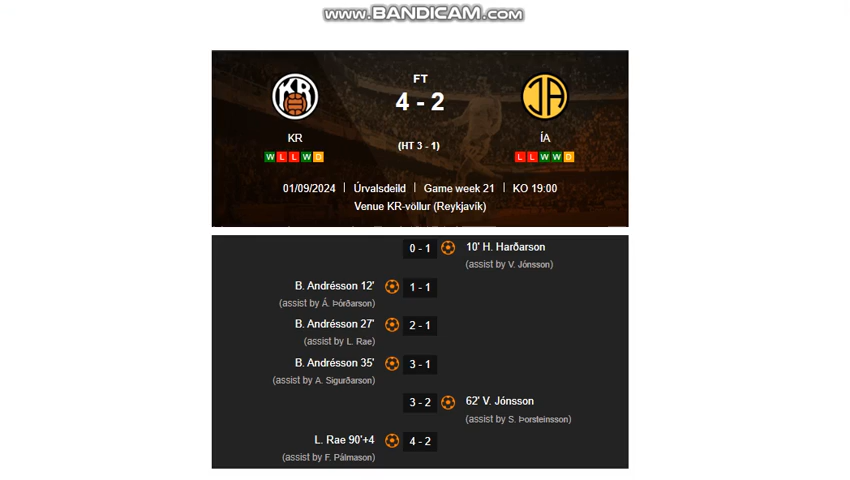 www.BANDICAM.com
FT
4 - 2
KR
ÍA
(HT 3 - 1)
W L L W D
L L W W D
01/09/2024 | Úrvalsdeild | Game week 21 | KO 19:00
Venue KR-völlur (Reykjavík)
0 - 1 10' H. Harðarson
(assist by V. Jónsson)
B. Andrésson 12' 1 - 1
(assist by Á. Þórðarson)
B. Andrésson 27' 2 - 1
(assist by L. Rae)
B. Andrésson 35' 3 - 1
(assist by A. Sigurðarson)
3 - 2 62' V. Jónsson
(assist by S. Þorsteinsson)
L. Rae 90'+4 4 - 2
(assist by F. Pálmason)